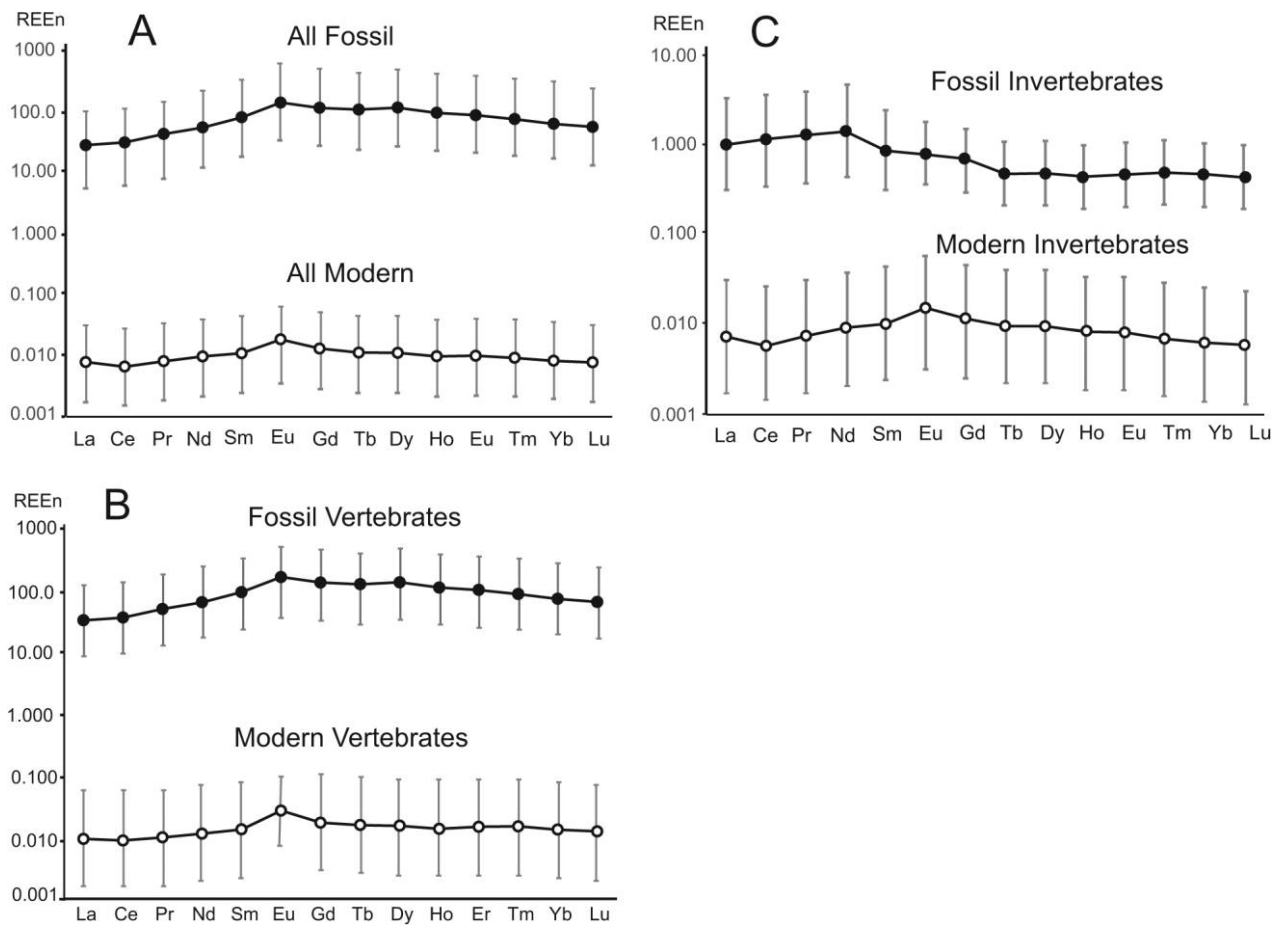 REEn
A
All Fossil
1000
100.0
10.00
1.000
All Modern
0.100
0.010
0.001
La Ce Pr Nd Sm Eu Gd Tb Dy Ho Eu Tm Yb Lu
REEn
B
Fossil Vertebrates
1000
100.0
10.00
1.000
Modern Vertebrates
0.100
0.010
0.001
La Ce Pr Nd Sm Eu Gd Tb Dy Ho Er Tm Yb Lu
REEn
C
10.00
Fossil Invertebrates
1.000
0.100
Modern Invertebrates
0.010
0.001
La Ce Pr Nd Sm Eu Gd Tb Dy Ho Eu Tm Yb Lu